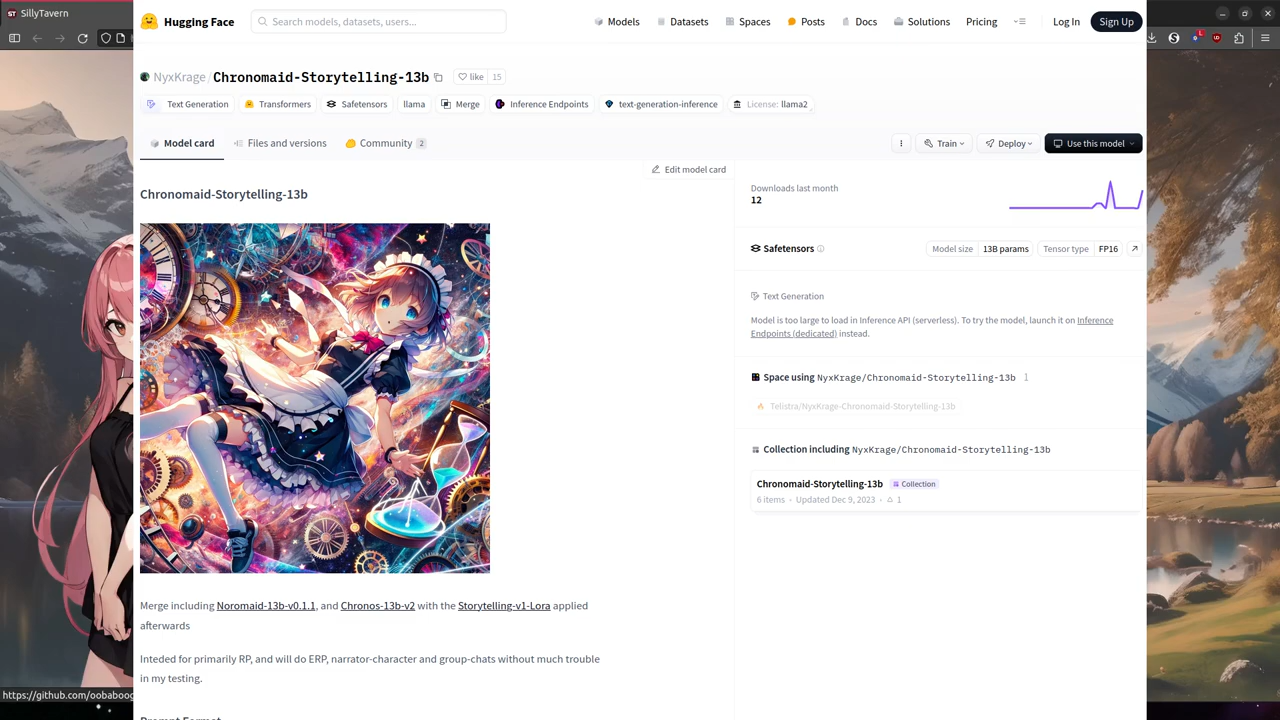 SillyTavern
Hugging Face
Search models, datasets, users...
Models
Datasets
Spaces
Posts
Docs
Solutions
Pricing
Log In
Sign Up
NyxKrage/Chronomaid-Storytelling-13b
like 15
Text Generation
Transformers
Safetensors
llama
Merge
Inference Endpoints
text-generation-inference
License: llama2
Model card
Files and versions
Community 2
Train
Deploy
Use this model
Edit model card
Chronomaid-Storytelling-13b
Merge including Noromaid-13b-v0.1.1, and Chronos-13b-v2 with the Storytelling-v1-Lora applied
afterwards
Inteded for primarily RP, and will do ERP, narrator-character and group-chats without much trouble
in my testing.
Prompt Format
Downloads last month
12
Safetensors
Model size 13B params
Tensor type FP16
Text Generation
Model is too large to load in Inference API (serverless). To try the model, launch it on Inference
Endpoints (dedicated) instead.
Space using NyxKrage/Chronomaid-Storytelling-13b 1
Telistra/NyxKrage-Chronomaid-Storytelling-13b
Collection including NyxKrage/Chronomaid-Storytelling-13b
Chronomaid-Storytelling-13b Collection
6 items • Updated Dec 9, 2023 • 1
https://github.com/oobaboo